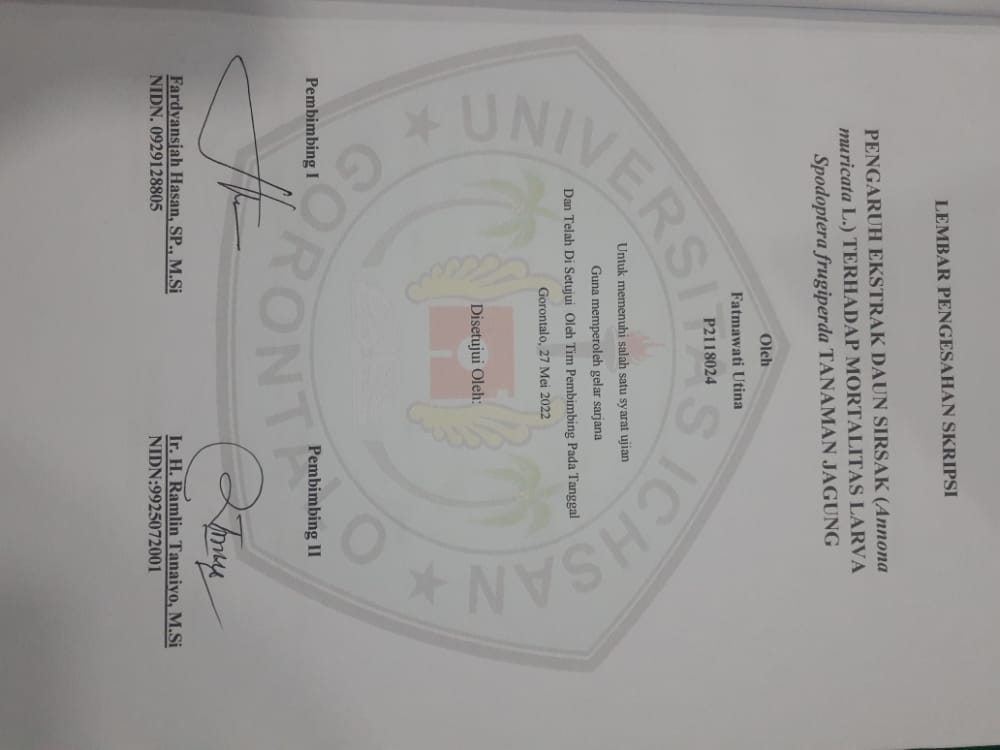 LEMBAR PENGESAHAN SKRIPSI
PENGARUH EKSTRAK DAUN SIRSAK (Annona
muricata L.) TERHADAP MORTALITAS LARVA
Spodoptera frugiperda TANAMAN JAGUNG
Oleh
Fatmawati Utina
P2118024
Untuk memenuhi salah satu syarat ujian
Guna memperoleh gelar sarjana
Dan Telah Di Setujui Oleh Tim Pembimbing Pada Tanggal
Gorontalo, 27 Mei 2022
Disetujui Oleh:
Pembimbing I
Pembimbing II
Fardyansjah Hasan, SP., M.Si
NIDN. 0929128805
Ir. H. Ramlin Tanaiyo, M.Si
NIDN:9925072001
UNIVERSITAS ICHSAN
GORONTALO